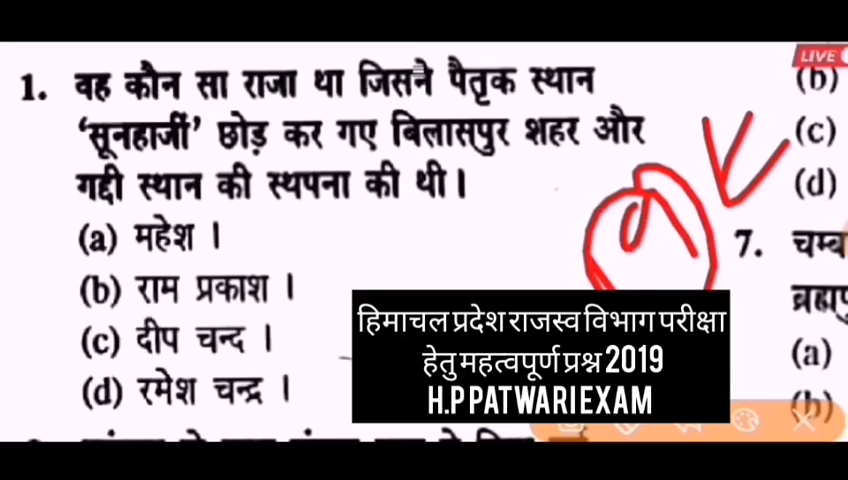 LIVE
1. वह कौन सा राजा था जिसने पैतृक स्थान
‘सूनहार्जी’ छोड़ कर गए बिलासपुर शहर और
गद्दी स्थान की स्थपना की थी।
(a) महेश ।
(b) राम प्रकाश ।
(c) दीप चन्द ।
(d) रमेश चन्द्र ।
(b)
(c)
(d)
7. चम्ब
(a)
(b)
हिमाचल प्रदेश राजस्व विभाग परीक्षा
हेतु महत्वपूर्ण प्रश्न 2019
H.P PATWARI EXAM